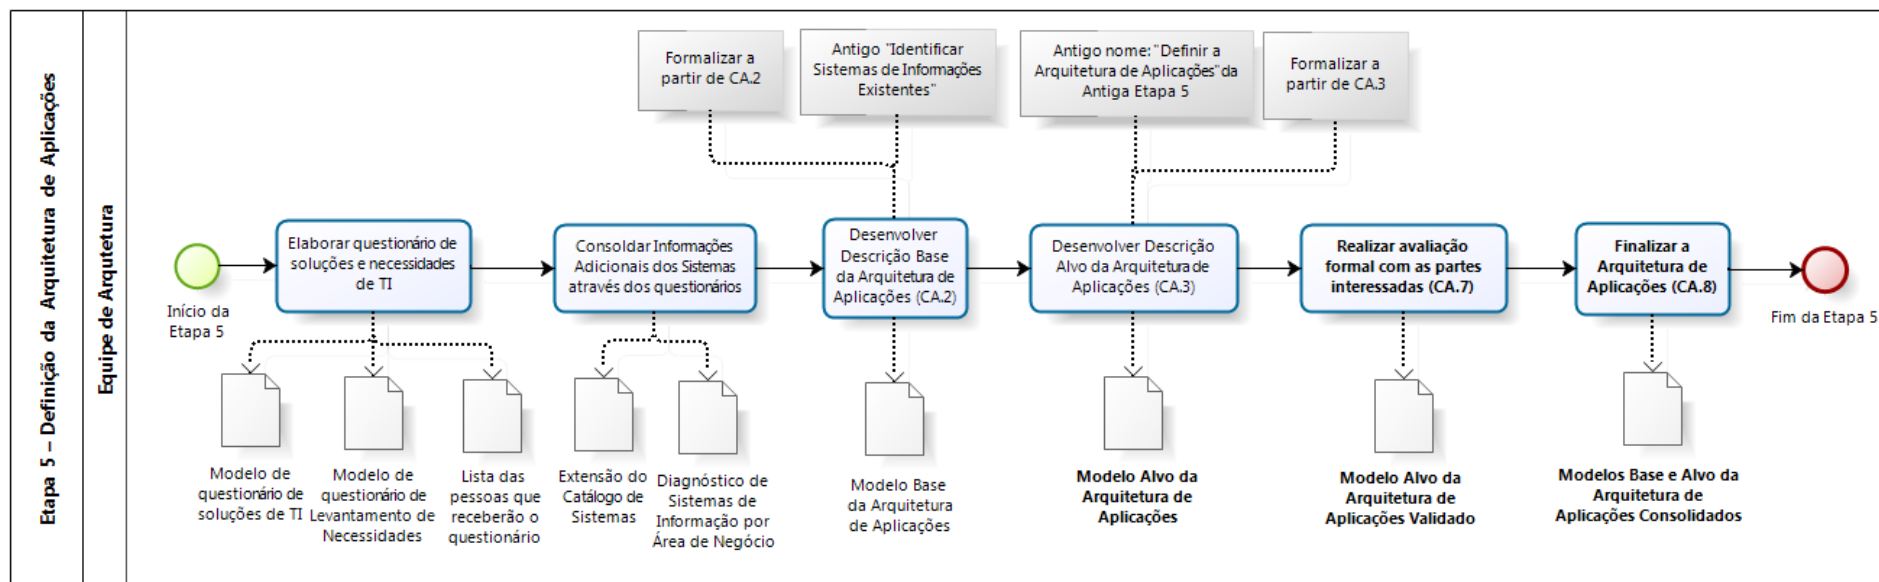 Etapa 5 – Definição da Arquitetura de Aplicações
Equipe de Arqutetura
Formalizar a
partir de CA.2
Antigo "Identificar
Sistemas de Informações
Existentes"
Antigo nome: "Definir a
Arquitetura de Aplicações" da
Antiga Etapa 5
Formalizar a
partir de CA.3
Início da
Etapa 5
Elaborar questionário de
soluções e necessidades
de TI
Consoldar Informações
Adicionais dos Sistemas
através dos questionários
Desenvolver
Descrição Base
da Arquitetura de
Aplicações (CA.2)
Desenvolver Descrição
Alvo da Arquitetura de
Aplicações (CA.3)
Realizar avaliação
formal com as partes
interessadas (CA.7)
Finalizar a
Arquitetura de
Aplicações (CA.8)
Fim da Etapa 5
Modelo de
questionário de
soluções de TI
Modelo de
questionário de
Levantamento de
Necessidades
Lista das
pessoas que
receberão o
questionário
Extensão do
Catálogo de
Sistemas
Diagnóstico de
Sistemas de
Informação por
Área de Negócio
Modelo Base
da Arquitetura
de Aplicações
Modelo Alvo da
Arquitetura de
Aplicações
Modelo Alvo da
Arquitetura de
Aplicações Validado
Modelos Base e Alvo da
Arquitetura de
Aplicações Consolidados